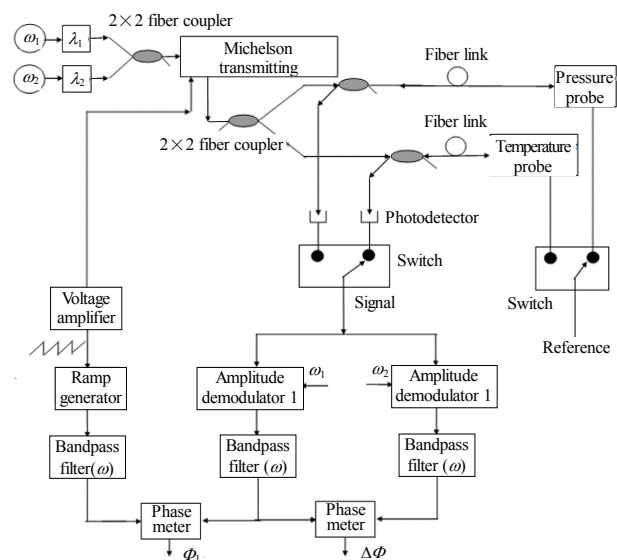 2×2 fiber coupler
ω1
λ1
Michelson
transmitting
Fiber link
Pressure
probe
ω2
λ2
2×2 fiber coupler
Fiber link
Temperature
probe
Photodetector
Switch
Signal
Switch
Reference
Voltage
amplifier
Ramp
generator
Amplitude
demodulator 1
ω1
ω2
Amplitude
demodulator 1
Bandpass
filter(ω)
Bandpass
filter (ω)
Bandpass
filter (ω)
Phase
meter
Phase
meter
Φ1
ΔΦ